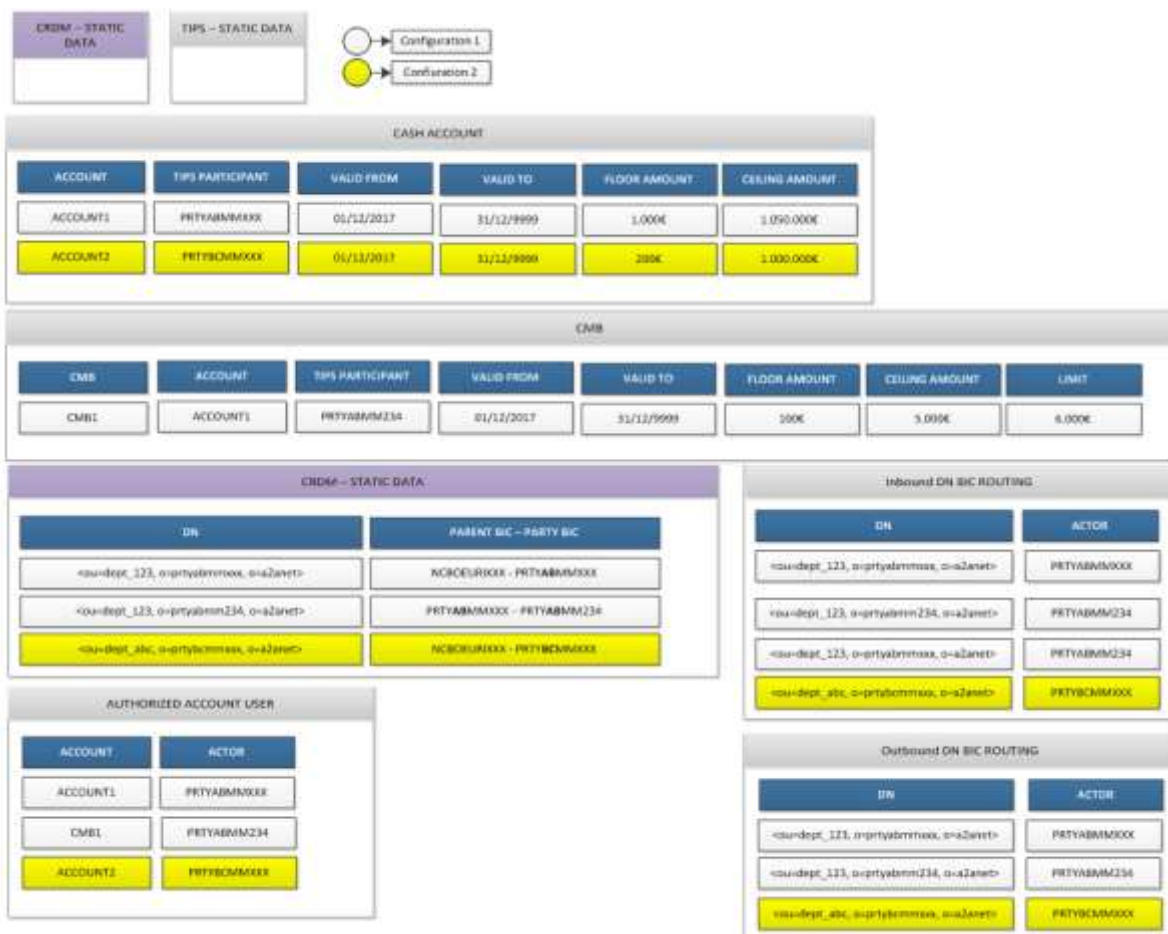 CRDM – STATIC
DATA
TIPS – STATIC DATA
Configuration 1
Confiuration 2
CASH ACCOUNT
ACCOUNT TIPS PARTICIPANT VALID FROM VALID TO FLOOR AMOUNT CEILING AMOUNT
ACCOUNT1 PRTYABMMXXX 01/12/2017 31/12/9999 1.000€ 1.050.000€
ACCOUNT2 PRTYBCMMXXX 01/12/2017 31/12/9999 200€ 1.000.000€
CMB
CMB ACCOUNT TIPS PARTICIPANT VALID FROM VALID TO FLOOR AMOUNT CEILING AMOUNT LIMIT
CMB1 ACCOUNT1 PRTYABMM234 01/12/2017 31/12/9999 100€ 5.000€ 6.000€
CRDM – STATIC DATA
DN PARENT BIC – PARTY BIC
<ou=dept_123, o=prtyabmmxxx, o=a2anet> NCBOEURIXXX - PRTYABMMXXX
<ou=dept_123, o=prtyabmm234, o=a2anet> PRTYABMMXXX - PRTYABMM234
<ou=dept_abc, o=prtybcmmxxx, o=a2anet> NCBOEURIXXX - PRTYBCMMXXX
Inbound DN BIC ROUTING
DN ACTOR
<ou=dept_123, o=prtyabmmxxx, o=a2anet> PRTYABMMXXX
<ou=dept_123, o=prtyabmm234, o=a2anet> PRTYABMM234
<ou=dept_123, o=prtyabmmxxx, o=a2anet> PRTYABMM234
<ou=dept_abc, o=prtybcmmxxx, o=a2anet> PRTYBCMMXXX
AUTHORIZED ACCOUNT USER
ACCOUNT ACTOR
ACCOUNT1 PRTYABMMXXX
CMB1 PRTYABMM234
ACCOUNT2 PRTYBCMMXXX
Outbound DN BIC ROUTING
DN ACTOR
<ou=dept_123, o=prtyabmmxxx, o=a2anet> PRTYABMMXXX
<ou=dept_123, o=prtyabmm234, o=a2anet> PRTYABMM234
<ou=dept_abc, o=prtybcmmxxx, o=a2anet> PRTYBCMMXXX